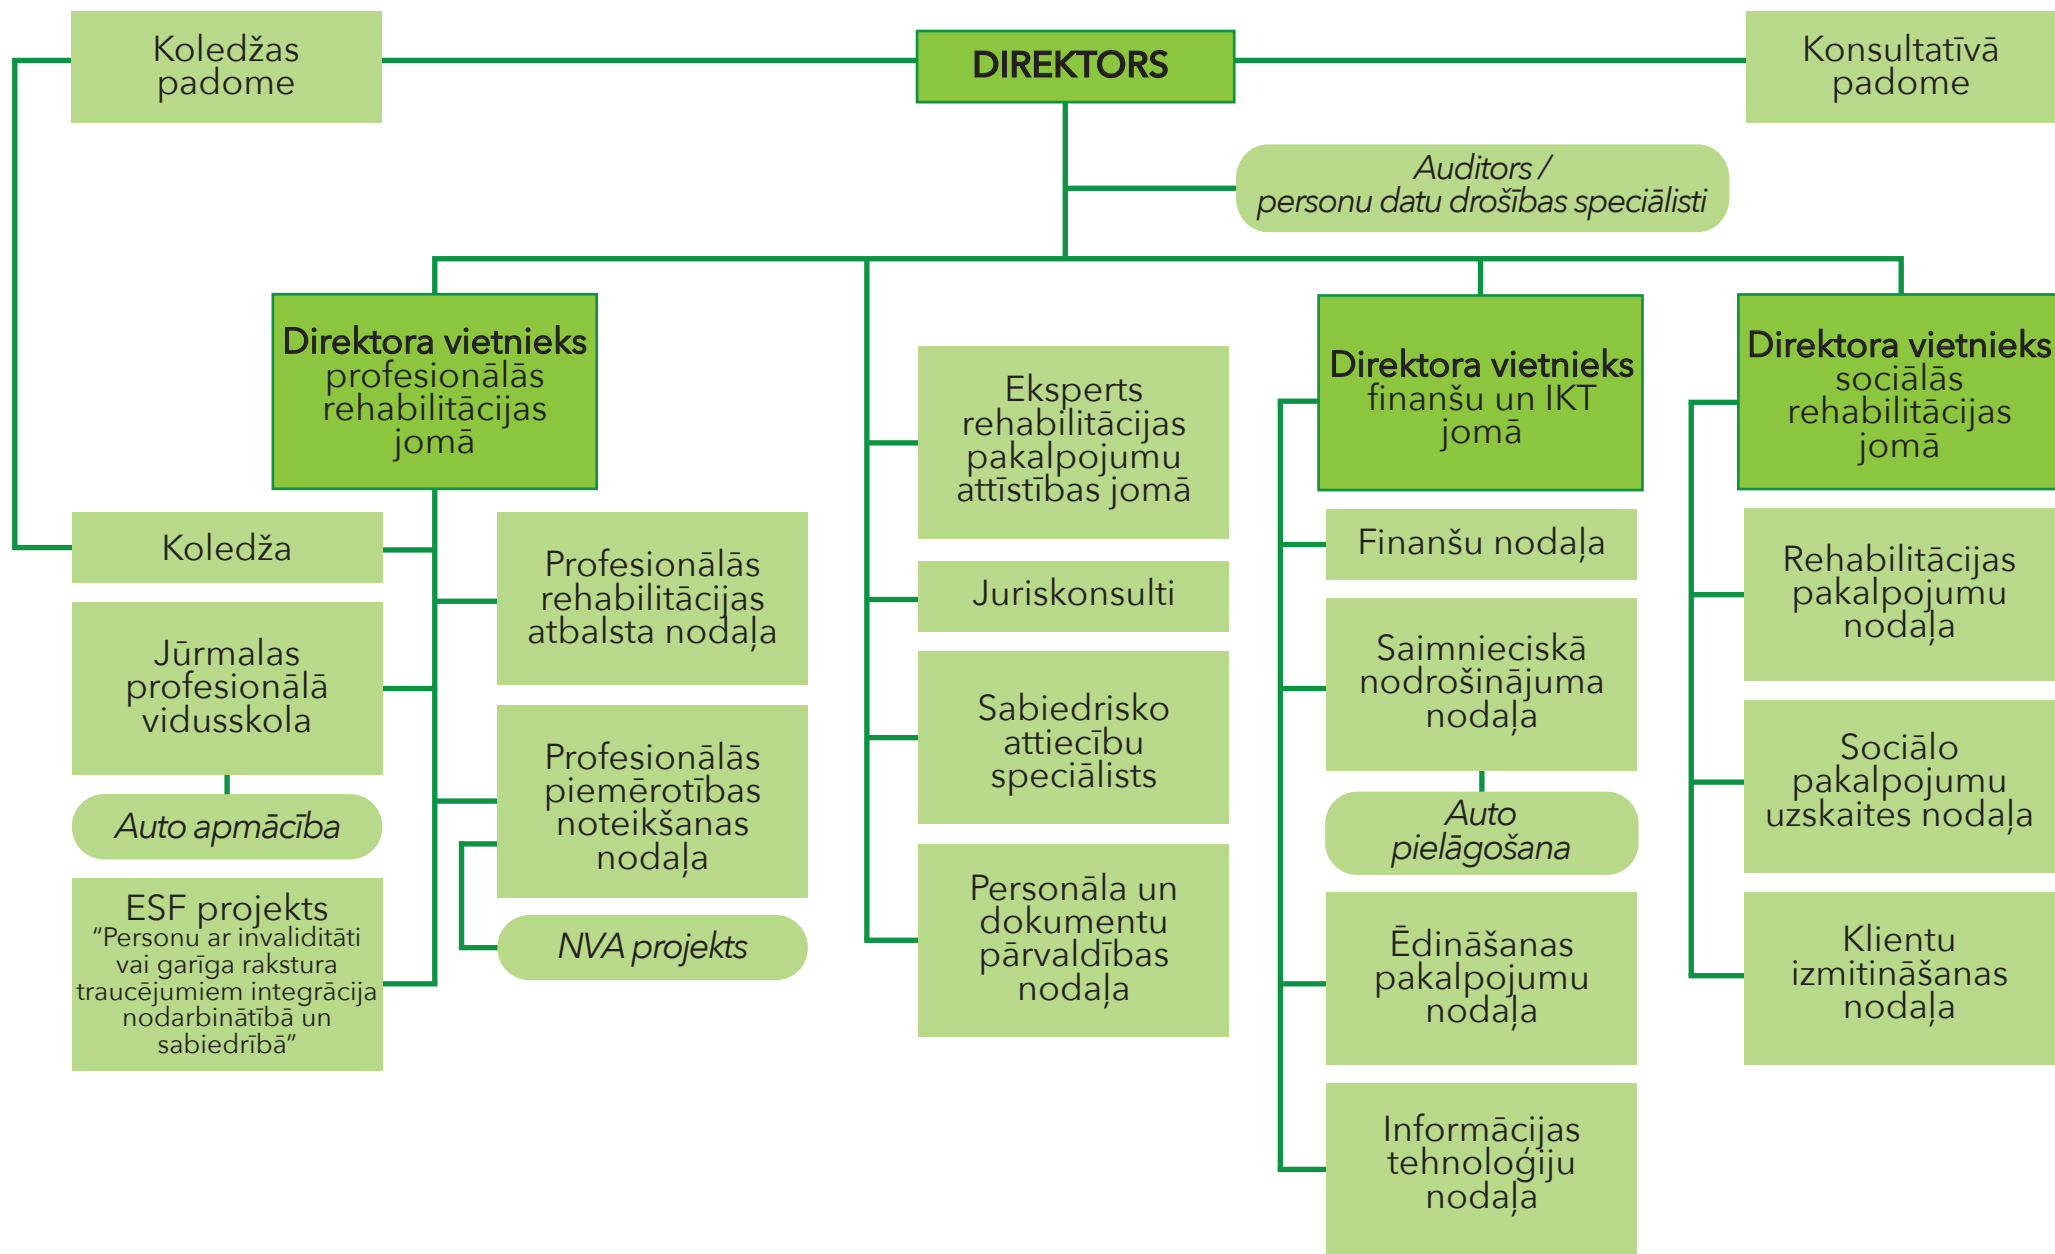 Koledžas
padome
DIREKTORS
Konsultatīvā
padome
Auditors /
personu datu drošības speciālisti
Direktora vietnieks
profesionālās
rehabilitācijas
jomā
Koledža
Jūrmalas
profesionālā
vidusskola
Auto apmācība
ESF projekts
“Personu ar invaliditāti
vai garīga rakstura
traucējumiem integrācija
nodarbinātībā un
sabiedrībā”
Profesionālās
rehabilitācijas
atbalsta nodaļa
Profesionālās
piemērotības
noteikšanas
nodaļa
NVA projekts
Eksperts
rehabilitācijas
pakalpojumu
attīstības jomā
Juriskonsulti
Sabiedrisko
attiecību
speciālists
Personāla un
dokumentu
pārvaldības
nodaļa
Direktora vietnieks
finanšu un IKT
jomā
Finanšu nodaļa
Saimnieciskā
nodrošinājuma
nodaļa
Auto
pielāgošana
Ēdināšanas
pakalpojumu
nodaļa
Informācijas
tehnoloģiju
nodaļa
Direktora vietnieks
sociālās
rehabilitācijas
jomā
Rehabilitācijas
pakalpojumu
nodaļa
Sociālo
pakalpojumu
uzskaites nodaļa
Klientu
izmitināšanas
nodaļa